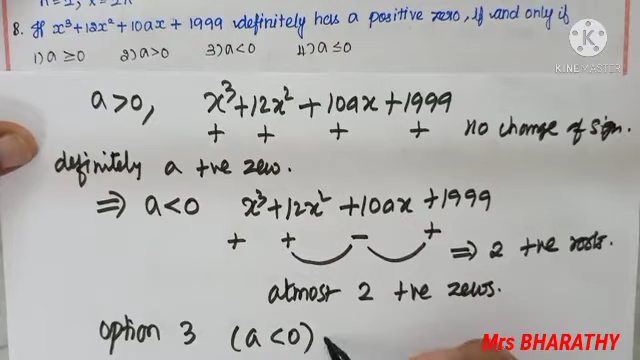 8. If x³+12x²+10ax+1999 definitely has a positive zero, if and only if
1) a ≥ 0 2) a > 0 3) a < 0 4) a ≤ 0
KINEMASTER
a>0, x³+12x²+10ax+1999
+ + + + no change of sign.
definitely a +ve zero.
⇒ a<0 x³+12x²+10ax+1999
+ + − + ⇒ 2 +ve roots.
atmost 2 +ve zeros.
option 3 (a<0)
Mrs BHARATHY